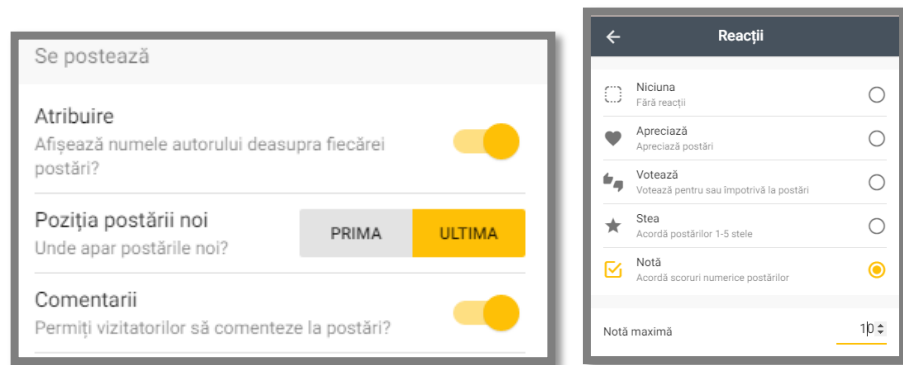 Se postează
Atribuire
Afișează numele autorului deasupra fiecărei
postări?
Poziția postării noi
Unde apar postările noi?
PRIMA
ULTIMA
Comentarii
Permiți vizitatorilor să comenteze la postări?
Reacții
Niciuna
Fără reacții
Apreciază
Apreciază postări
Votează
Votează pentru sau împotrivă la postări
Stea
Acordă postărilor 1-5 stele
Notă
Acordă scoruri numerice postărilor
Notă maximă
10